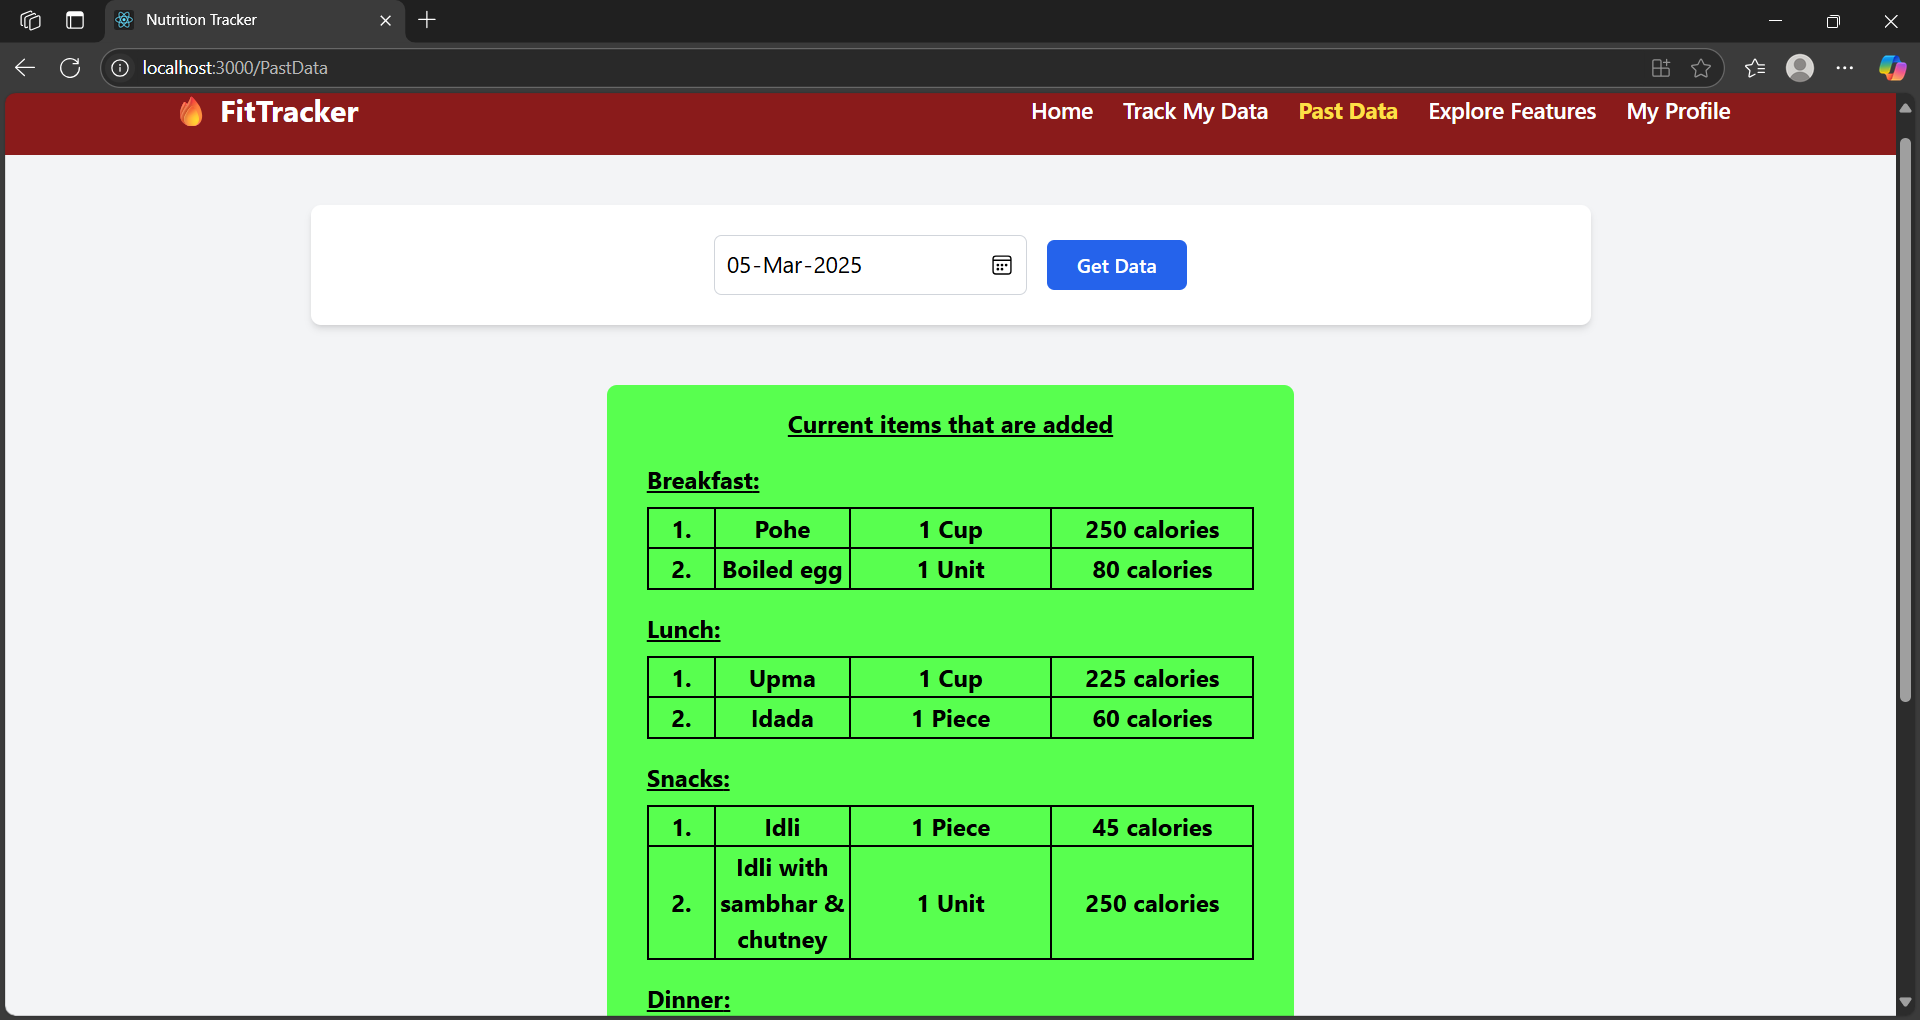 Nutrition Tracker
localhost:3000/PastData
FitTracker
Home Track My Data Past Data Explore Features My Profile
05-Mar-2025
Get Data
Current items that are added
Breakfast:
1. Pohe 1 Cup 250 calories
2. Boiled egg 1 Unit 80 calories
Lunch:
1. Upma 1 Cup 225 calories
2. Idada 1 Piece 60 calories
Snacks:
1. Idli 1 Piece 45 calories
Idli with
2. sambhar & 1 Unit 250 calories
chutney
Dinner: